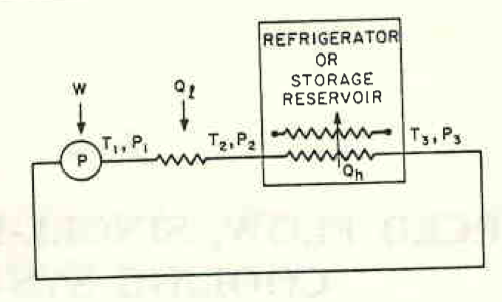 REFRIGERATOR
OR
STORAGE
RESERVOIR
W
Qℓ
P
T₁, P₁
T₂, P₂
T₃, P₃
Qh